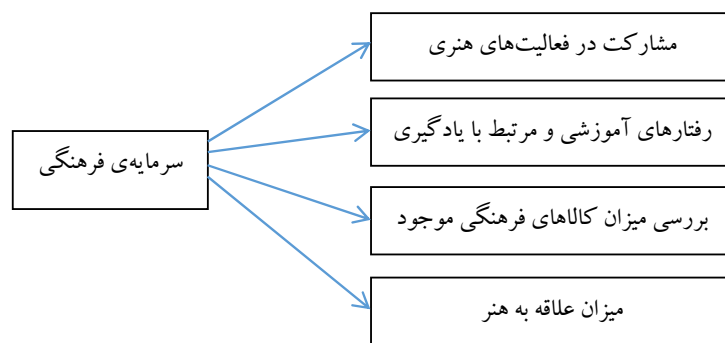 سرمایه‌ی فرهنگی
مشارکت در فعالیت‌های هنری
رفتارهای آموزشی و مرتبط با یادگیری
بررسی میزان کالاهای فرهنگی موجود
میزان علاقه به هنر